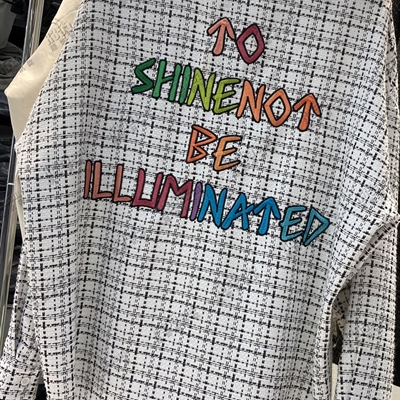 TO
SHINENOT
BE
ILLUMINATED